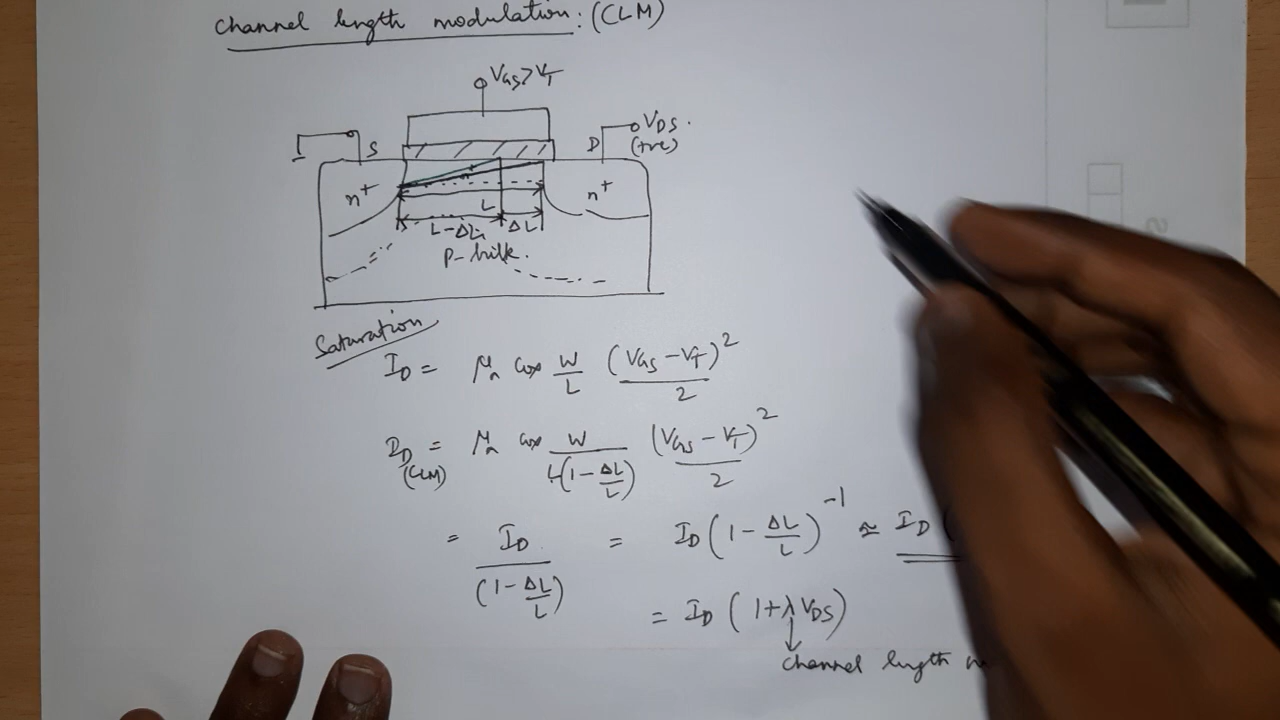 Channel length modulation: (CLM)
VGS>VT
S
D
VDS.
(+ve)
n+
n+
L
L-ΔL
ΔL
P-bulk.
Saturation
ID = μn Cox W/L (VGS-VT)²/2
ID(CLM) = μn Cox W/L(1-ΔL/L) (VGS-VT)²/2
= ID/(1-ΔL/L) = ID(1-ΔL/L)⁻¹ ≈ ID (
= ID (1+λVDS)
Channel length